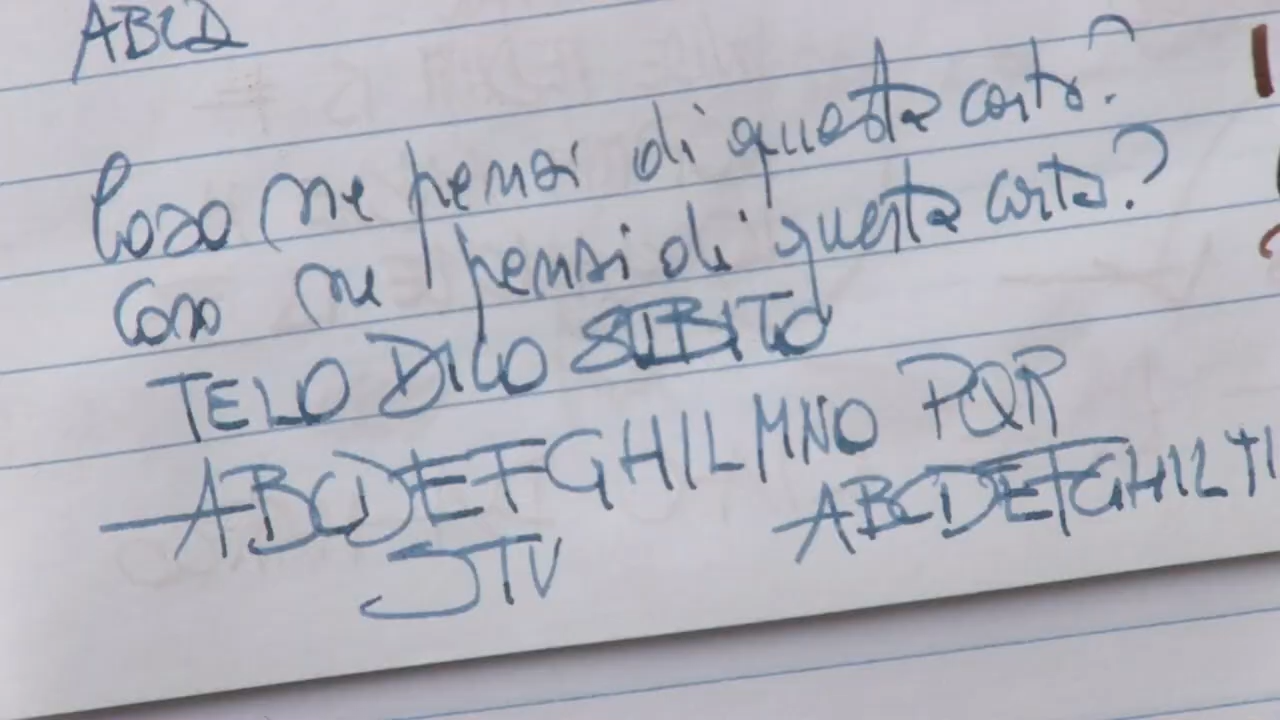 ABCD
Cosa ne pensi di questa carta?
Cosa ne pensi di questa carta?
TE LO DICO SUBITO
ABCDEFGHILMNO PQR
STV
ABCDEFGHIL